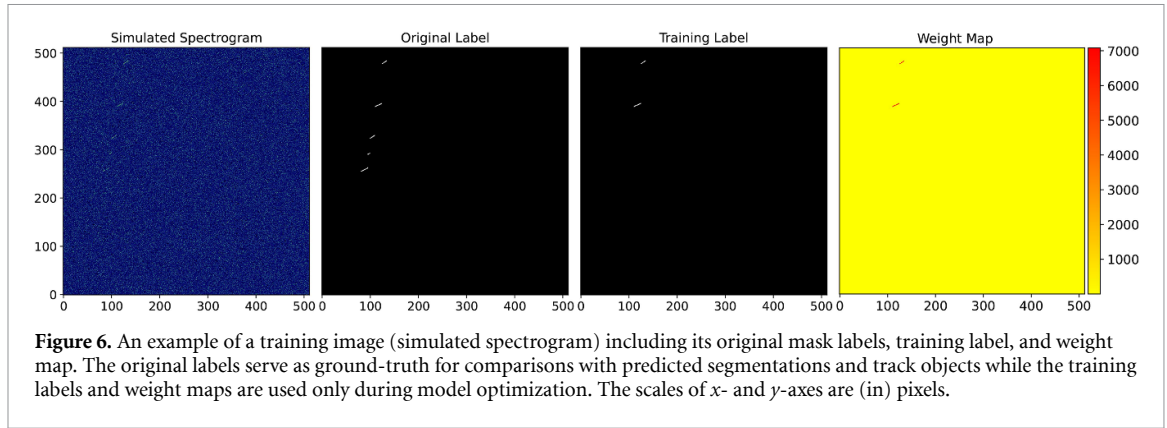 Simulated Spectrogram Original Label Training Label Weight Map
500
400
300
200
100
0
0 100 200 300 400 500 0 100 200 300 400 500 0 100 200 300 400 500 0 100 200 300 400 500
7000
6000
5000
4000
3000
2000
1000
Figure 6. An example of a training image (simulated spectrogram) including its original mask labels, training label, and weight
map. The original labels serve as ground-truth for comparisons with predicted segmentations and track objects while the training
labels and weight maps are used only during model optimization. The scales of x- and y-axes are (in) pixels.